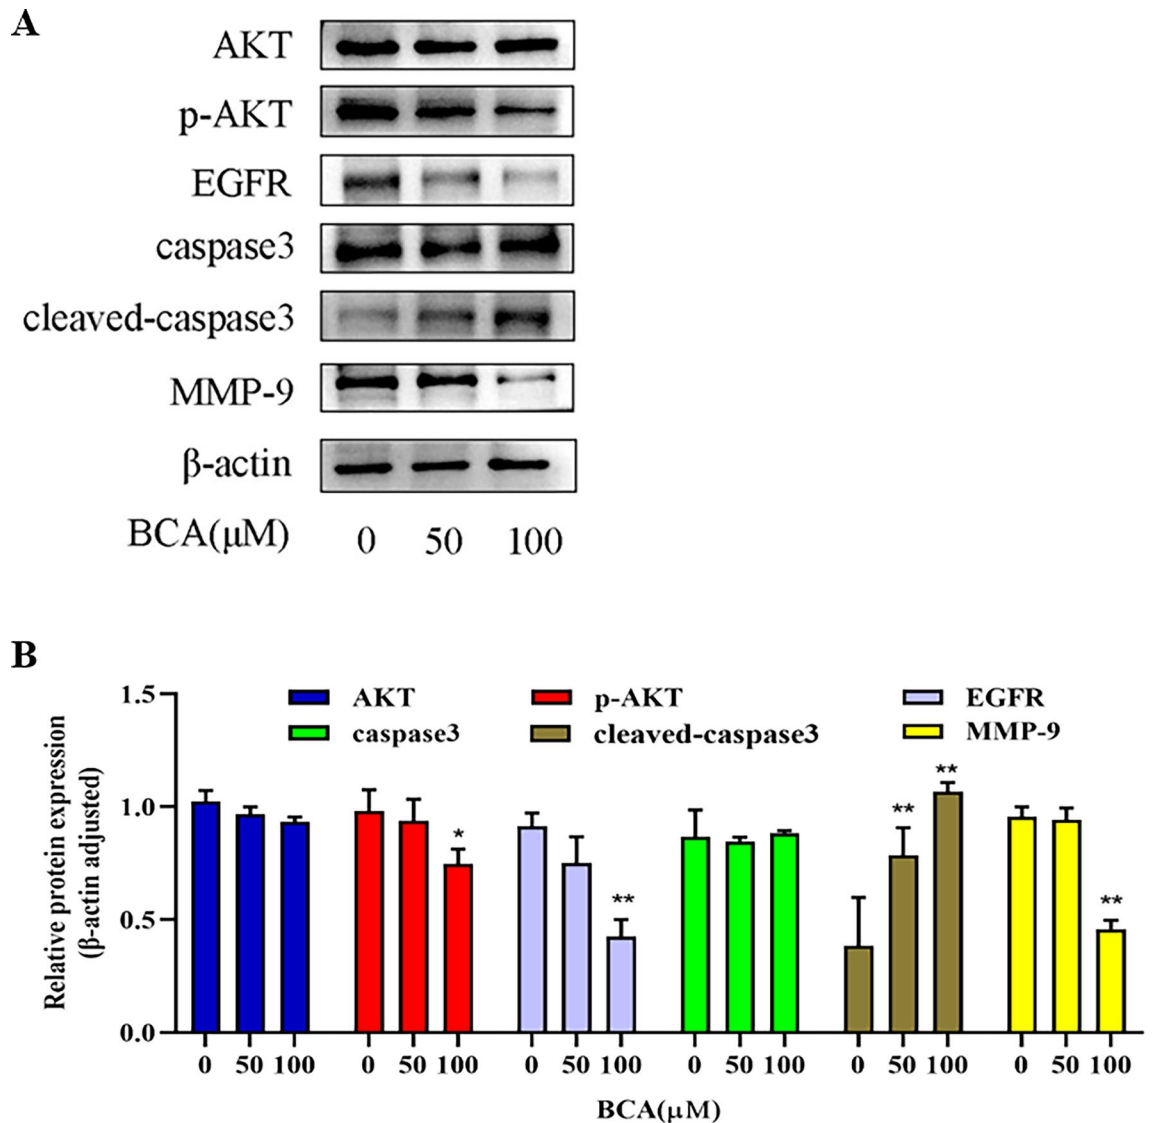 A
AKT
p-AKT
EGFR
caspase3
cleaved-caspase3
MMP-9
β-actin
BCA(μM) 0 50 100
B
AKT p-AKT EGFR
caspase3 cleaved-caspase3 MMP-9
Relative protein expression
(β-actin adjusted)
1.5
1.0
0.5
0.0
* ** ** ** **
0 50 100 0 50 100 0 50 100 0 50 100 0 50 100 0 50 100
BCA(μM)